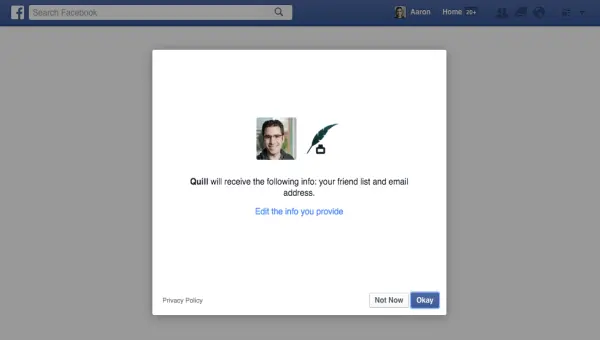 Search Facebook
Aaron
Home 20+
Quill will receive the following info: your friend list and email
address.
Edit the info you provide
Privacy Policy
Not Now
Okay